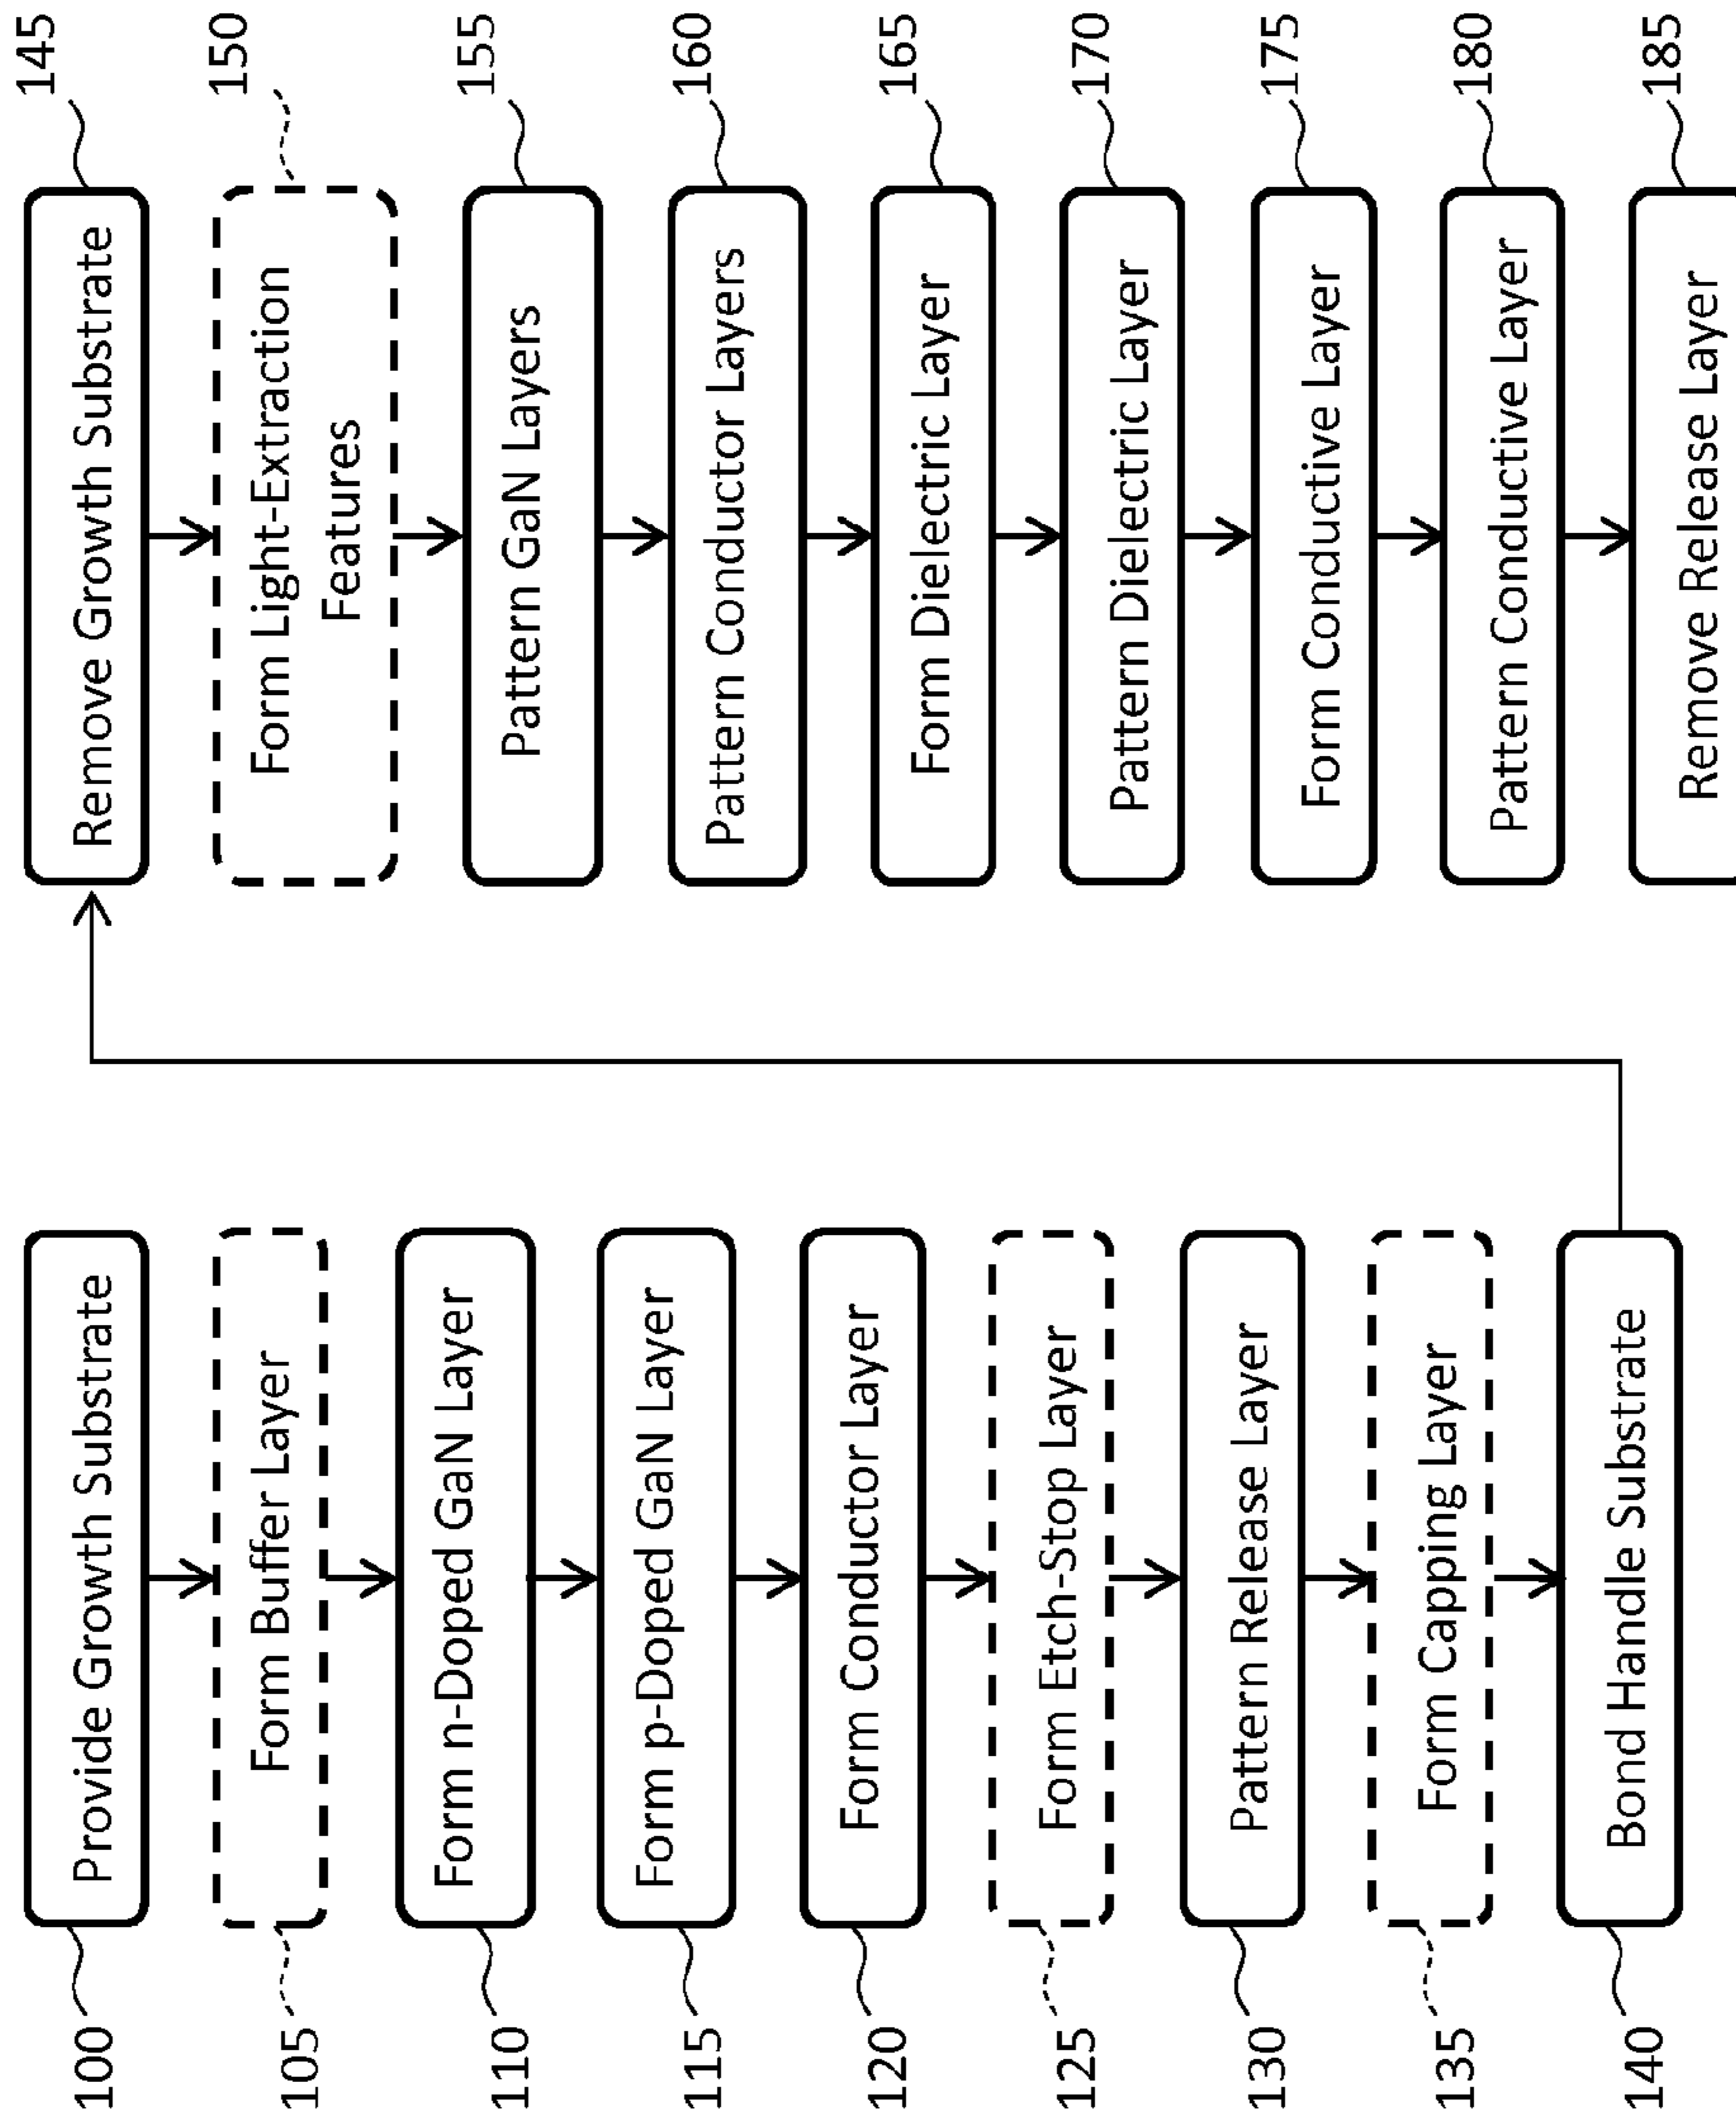 100
Provide Growth Substrate
105
Form Buffer Layer
110
Form n-Doped GaN Layer
115
Form p-Doped GaN Layer
120
Form Conductor Layer
125
Form Etch-Stop Layer
130
Pattern Release Layer
135
Form Capping Layer
140
Bond Handle Substrate
Remove Growth Substrate
145
Form Light-Extraction
Features
150
Pattern GaN Layers
155
Pattern Conductor Layers
160
Form Dielectric Layer
165
Pattern Dielectric Layer
170
Form Conductive Layer
175
Pattern Conductive Layer
180
Remove Release Layer
185